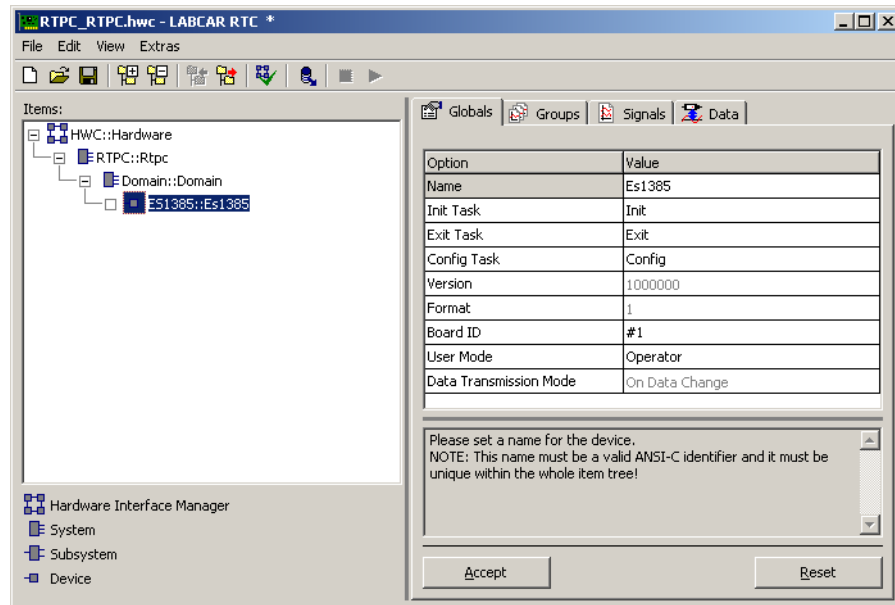 RTPC_RTPC.hwc - LABCAR RTC *
File Edit View Extras
Items:
HWC::Hardware
RTPC::Rtpc
Domain::Domain
ES1385::Es1385
Hardware Interface Manager
System
Subsystem
Device
Globals Groups Signals Data
Option Value
Name Es1385
Init Task Init
Exit Task Exit
Config Task Config
Version 1000000
Format 1
Board ID #1
User Mode Operator
Data Transmission Mode On Data Change
Please set a name for the device.
NOTE: This name must be a valid ANSI-C identifier and it must be
unique within the whole item tree!
Accept Reset